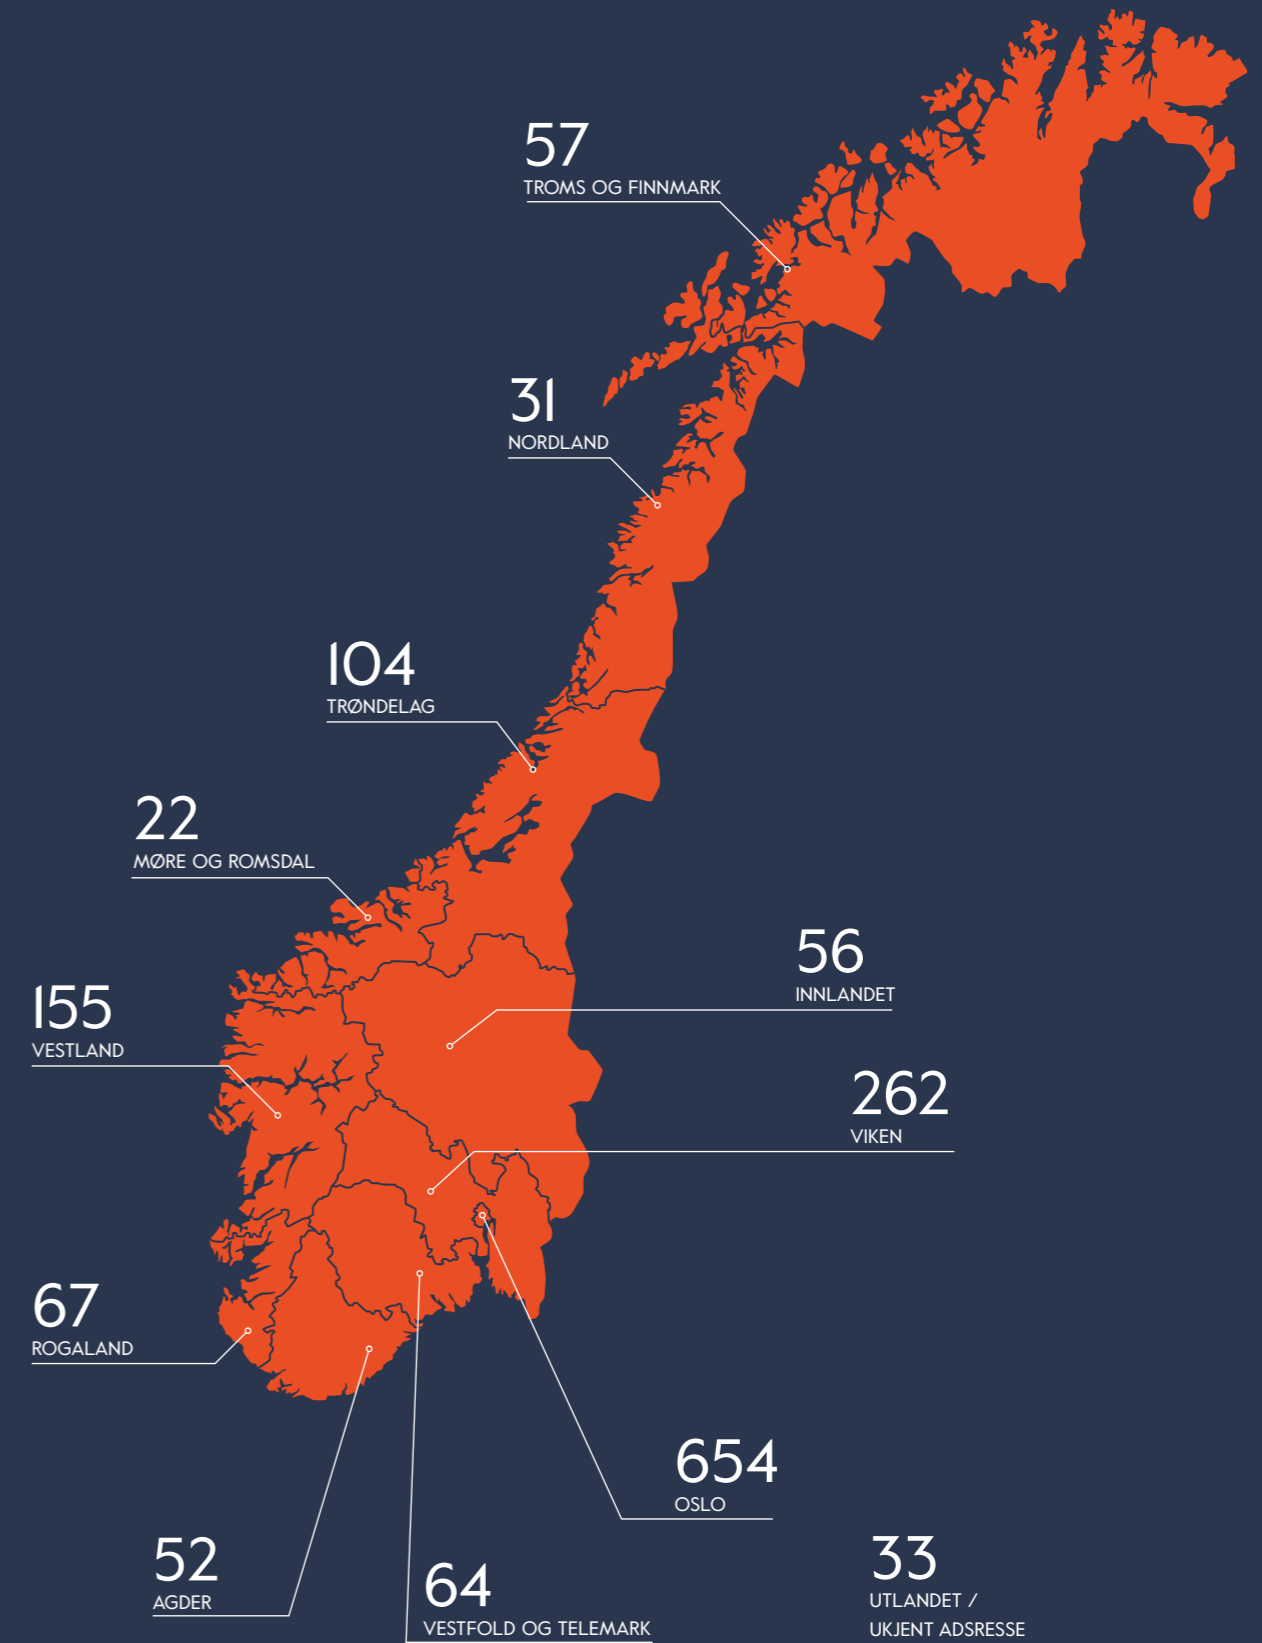 57
TROMS OG FINNMARK
31
NORDLAND
104
TRØNDELAG
22
MØRE OG ROMSDAL
56
INNLANDET
155
VESTLAND
262
VIKEN
67
ROGALAND
654
OSLO
52
AGDER
64
VESTFOLD OG TELEMARK
33
UTLANDET /
UKJENT ADSRESSE